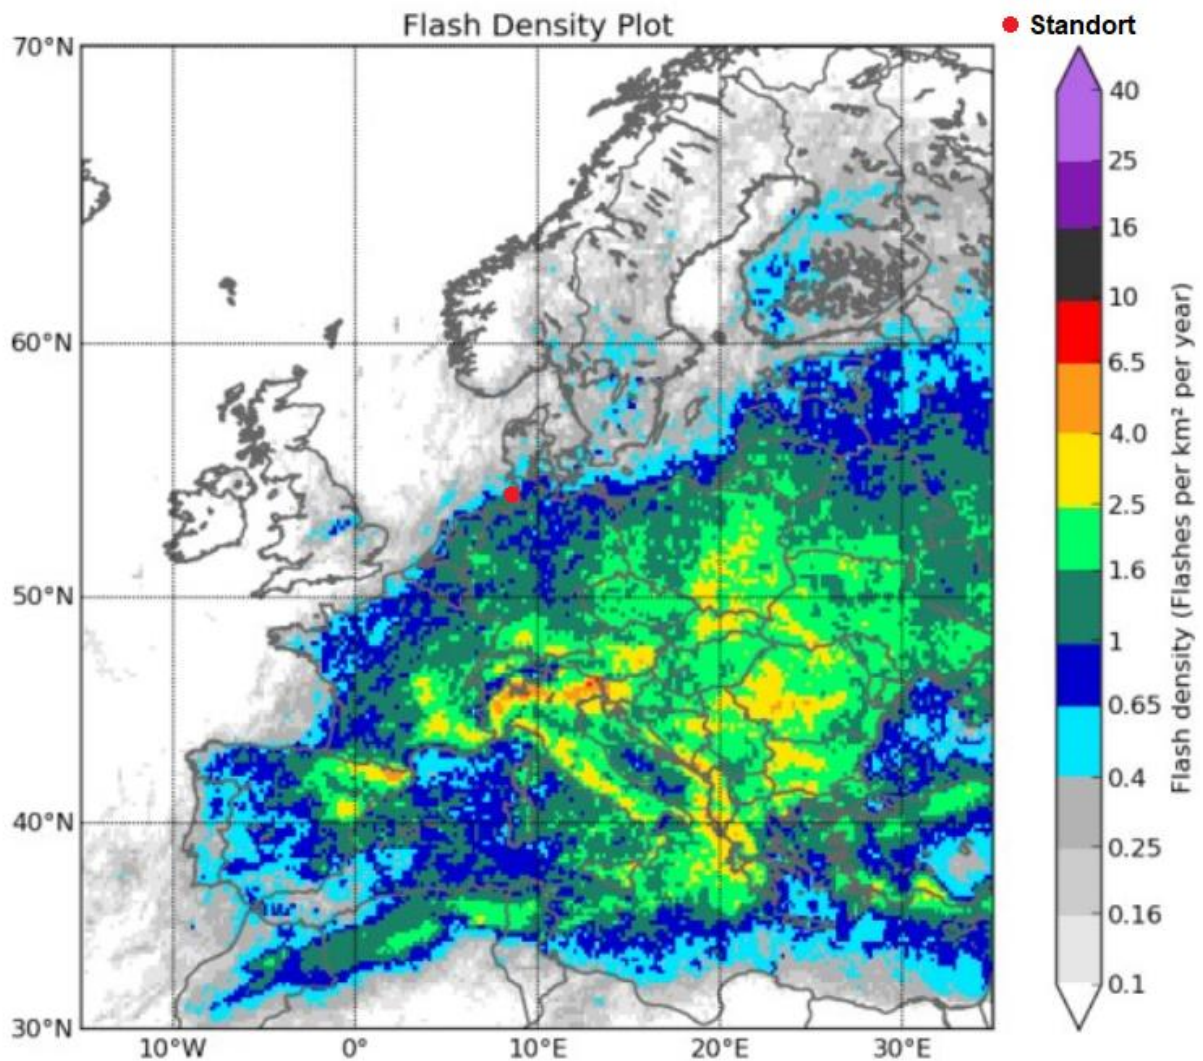 Flash Density Plot
Standort
70°N
60°N
50°N
40°N
30°N
10°W
0°
10°E
20°E
30°E
40
25
16
10
6.5
4.0
2.5
1.6
1
0.65
0.4
0.25
0.16
0.1
Flash density (Flashes per km² per year)